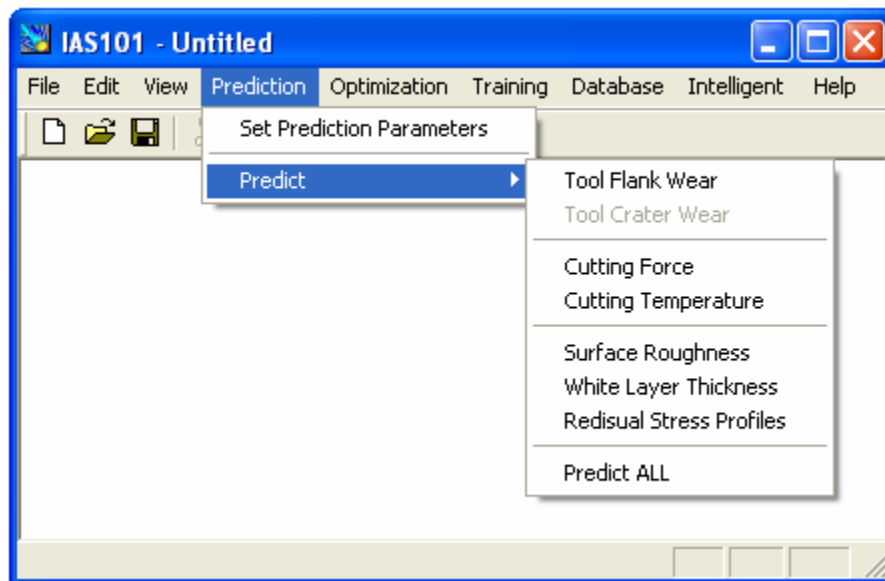 IAS101 - Untitled
File Edit View Prediction Optimization Training Database Intelligent Help
Set Prediction Parameters
Predict
Tool Flank Wear
Tool Crater Wear
Cutting Force
Cutting Temperature
Surface Roughness
White Layer Thickness
Redisual Stress Profiles
Predict ALL